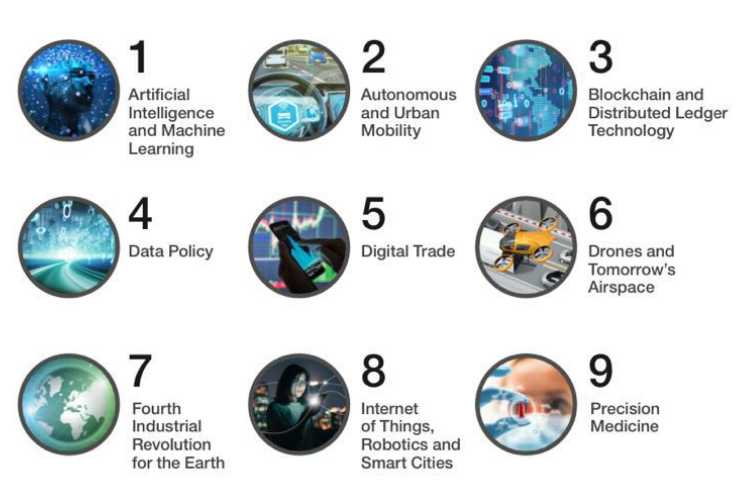 1
Artificial
Intelligence
and Machine
Learning
2
Autonomous
and Urban
Mobility
3
Blockchain and
Distributed Ledger
Technology
4
Data Policy
5
Digital Trade
6
Drones and
Tomorrow's
Airspace
7
Fourth
Industrial
Revolution
for the Earth
8
Internet
of Things,
Robotics and
Smart Cities
9
Precision
Medicine